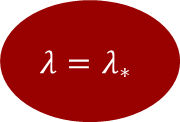 λ = λ*